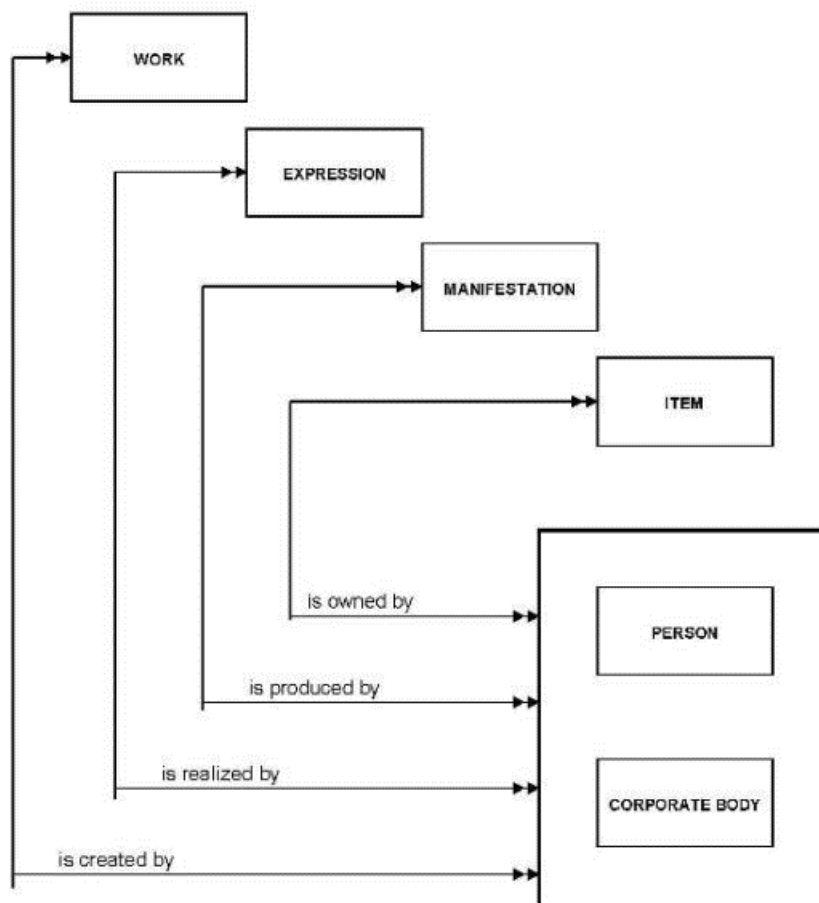 WORK
EXPRESSION
MANIFESTATION
ITEM
is owned by
PERSON
is produced by
is realized by
CORPORATE BODY
is created by